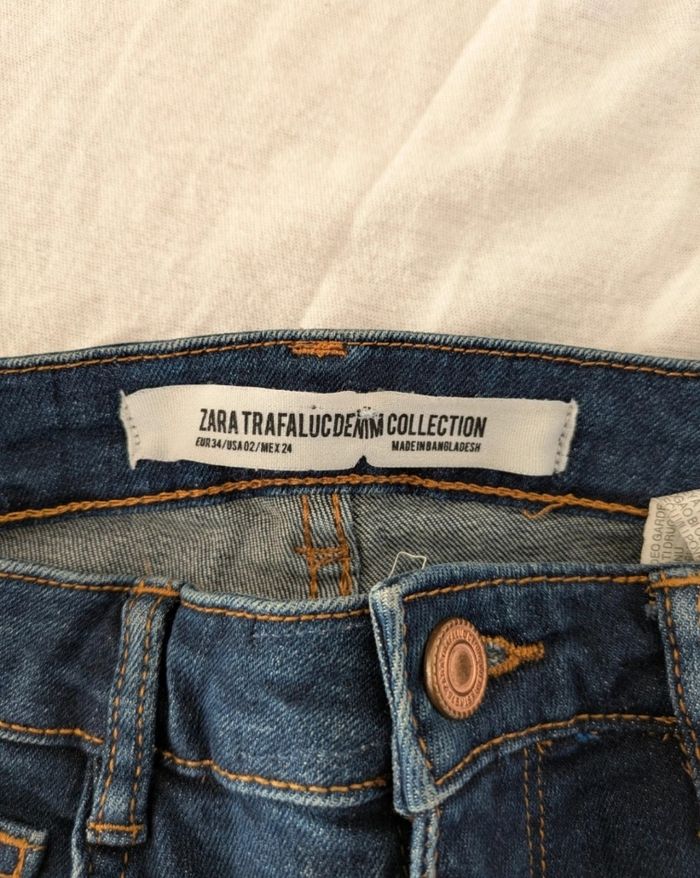 ZARA TRAFALUC DENIM COLLECTION
EUR 34 / USA 02 / MEX 24 MADE IN BANGLADESH